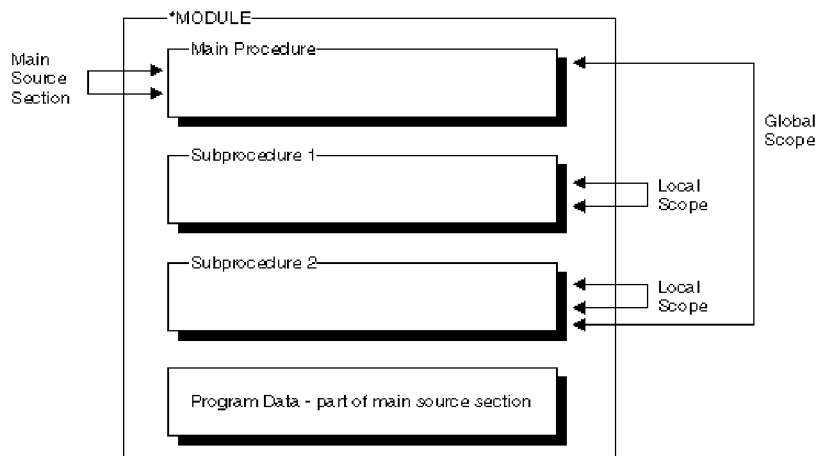 *MODULE
Main Procedure
Main
Source
Section
Global
Scope
Subprocedure 1
Local
Scope
Subprocedure 2
Local
Scope
Program Data - part of main source section